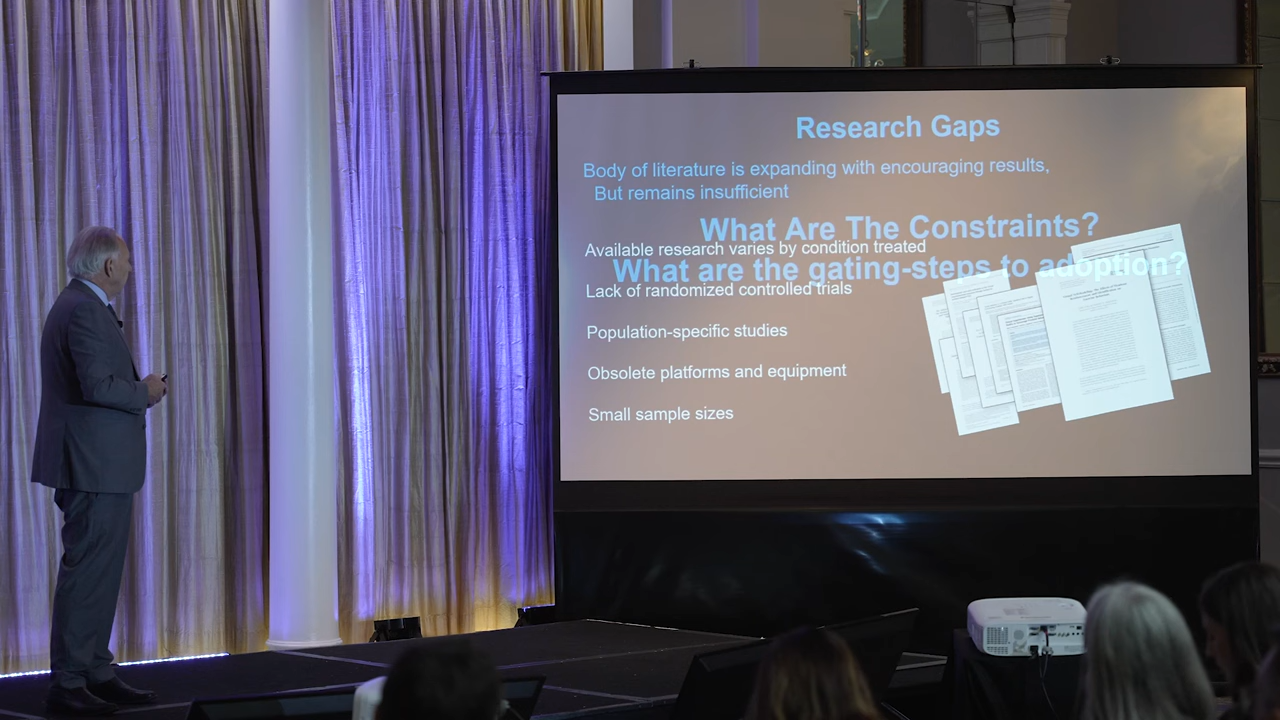 Research Gaps
Body of literature is expanding with encouraging results,
But remains insufficient
What Are The Constraints?
Available research varies by condition treated
What are the gating-steps to adoption?
Lack of randomized controlled trials
Population-specific studies
Obsolete platforms and equipment
Small sample sizes